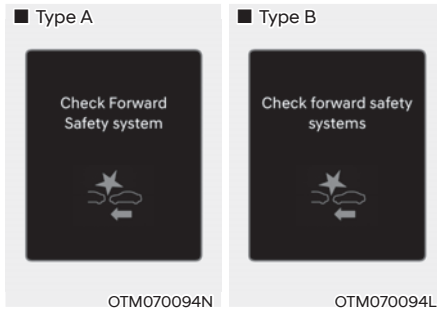 ■ Type A
Check Forward
Safety system
OTM070094N
■ Type B
Check forward safety
systems
OTM070094L